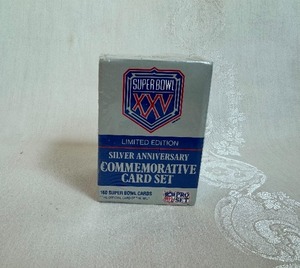 SUPER BOWL
XXV
LIMITED EDITION
SILVER ANNIVERSARY
COMMEMORATIVE
CARD SET
160 SUPER BOWL CARDS
PRO
SET